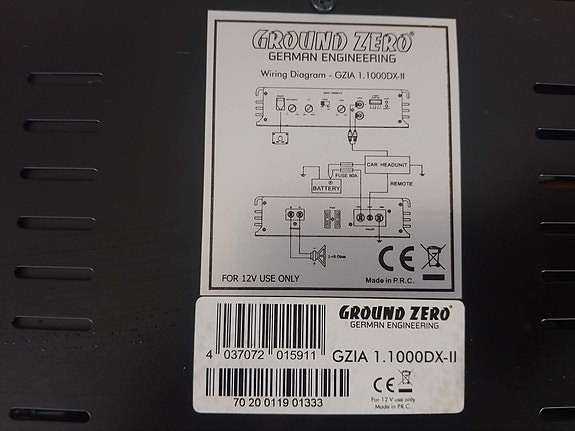 GROUND ZERO®
GERMAN ENGINEERING
Wiring Diagram - GZIA 1.1000DX-II
CAR HEADUNIT
FUSE 80A
BATTERY
REMOTE
FOR 12V USE ONLY
CE
Made in P.R.C.
GROUND ZERO®
GERMAN ENGINEERING
4 037072 015911
GZIA 1.1000DX-II
CE
70 20 0119 01333
For 12 V use only
Made in P.R.C.